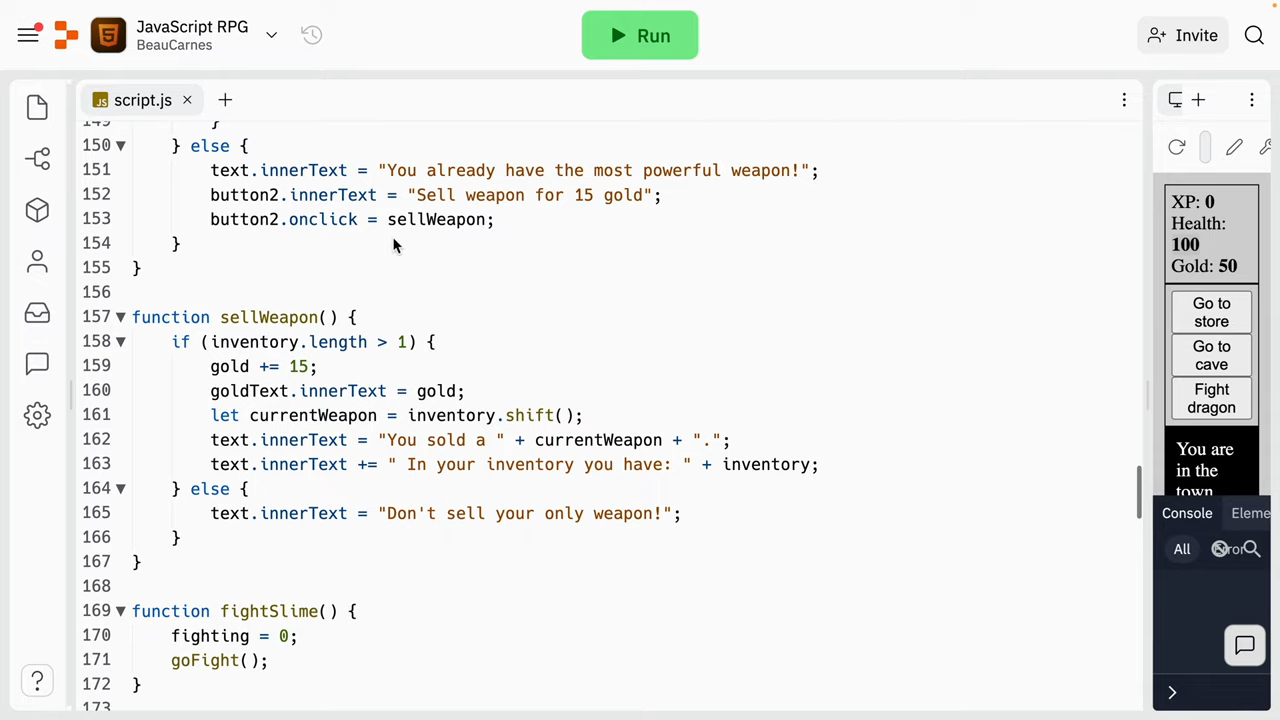 JavaScript RPG
BeauCarnes
Run
Invite
JS script.js
149 }
150 } else {
151 text.innerText = "You already have the most powerful weapon!";
152 button2.innerText = "Sell weapon for 15 gold";
153 button2.onclick = sellWeapon;
154 }
155 }
156
157 function sellWeapon() {
158 if (inventory.length > 1) {
159 gold += 15;
160 goldText.innerText = gold;
161 let currentWeapon = inventory.shift();
162 text.innerText = "You sold a " + currentWeapon + ".";
163 text.innerText += " In your inventory you have: " + inventory;
164 } else {
165 text.innerText = "Don't sell your only weapon!";
166 }
167 }
168
169 function fightSlime() {
170 fighting = 0;
171 goFight();
172 }
173
XP: 0
Health:
100
Gold: 50
Go to
store
Go to
cave
Fight
dragon
You are
in the
town
Console Eleme
All